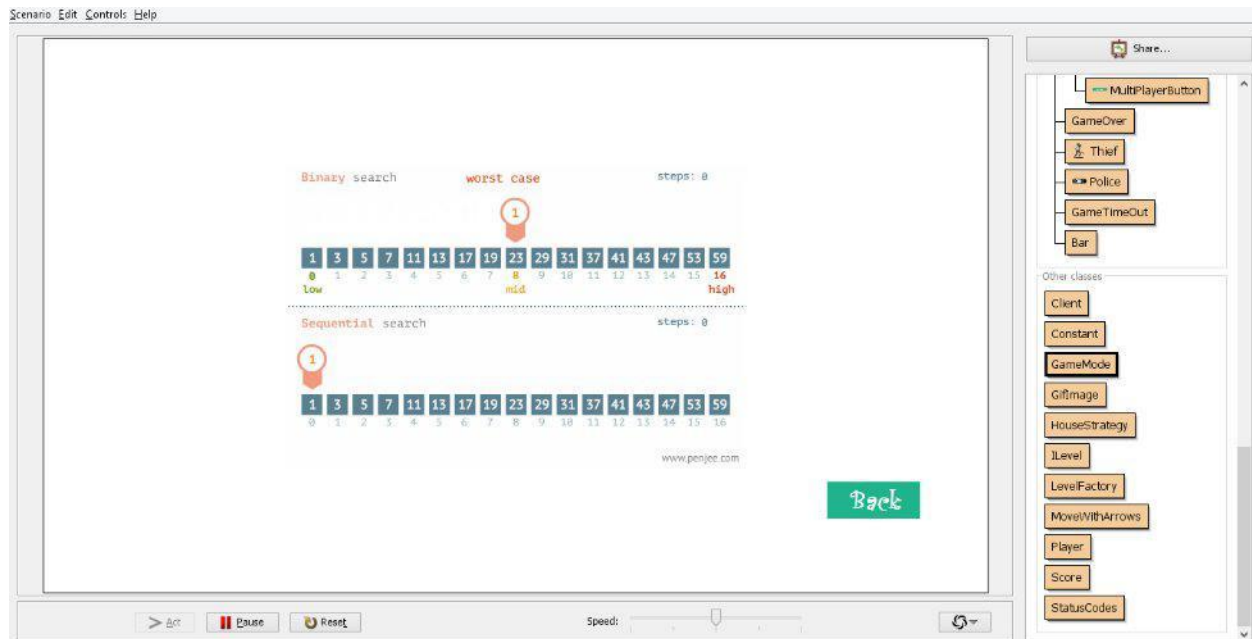 Scenario Edit Controls Help
Share...
MultiPlayerButton
GameOver
Thief
Police
GameTimeOut
Bar
Other classes
Client
Constant
GameMode
GifImage
HouseStrategy
ILevel
LevelFactory
MoveWithArrows
Player
Score
StatusCodes
Binary search worst case steps: 0
1
1 3 5 7 11 13 17 19 23 29 31 37 41 43 47 53 59
0 1 2 3 4 5 6 7 8 9 10 11 12 13 14 15 16
low mid high
Sequential search steps: 0
1
1 3 5 7 11 13 17 19 23 29 31 37 41 43 47 53 59
0 1 2 3 4 5 6 7 8 9 10 11 12 13 14 15 16
www.penjee.com
Back
Act Pause Reset Speed: